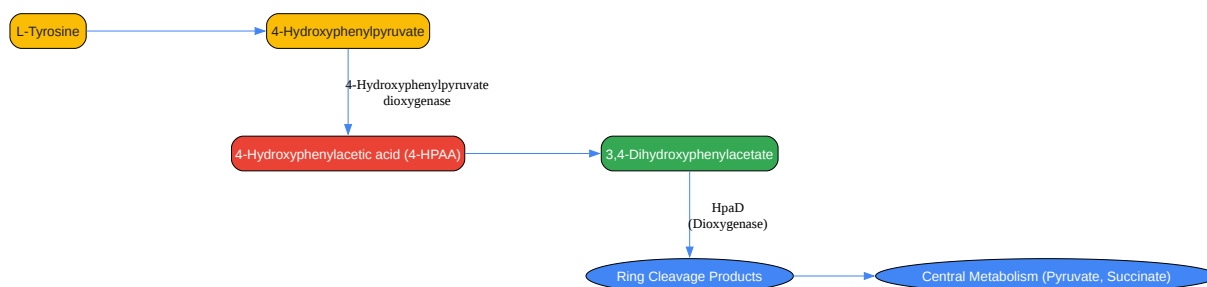 L-Tyrosine
4-Hydroxyphenylpyruvate
4-Hydroxyphenylpyruvate
dioxygenase
4-Hydroxyphenylacetic acid (4-HPAA)
3,4-Dihydroxyphenylacetate
HpaD
(Dioxygenase)
Ring Cleavage Products
Central Metabolism (Pyruvate, Succinate)